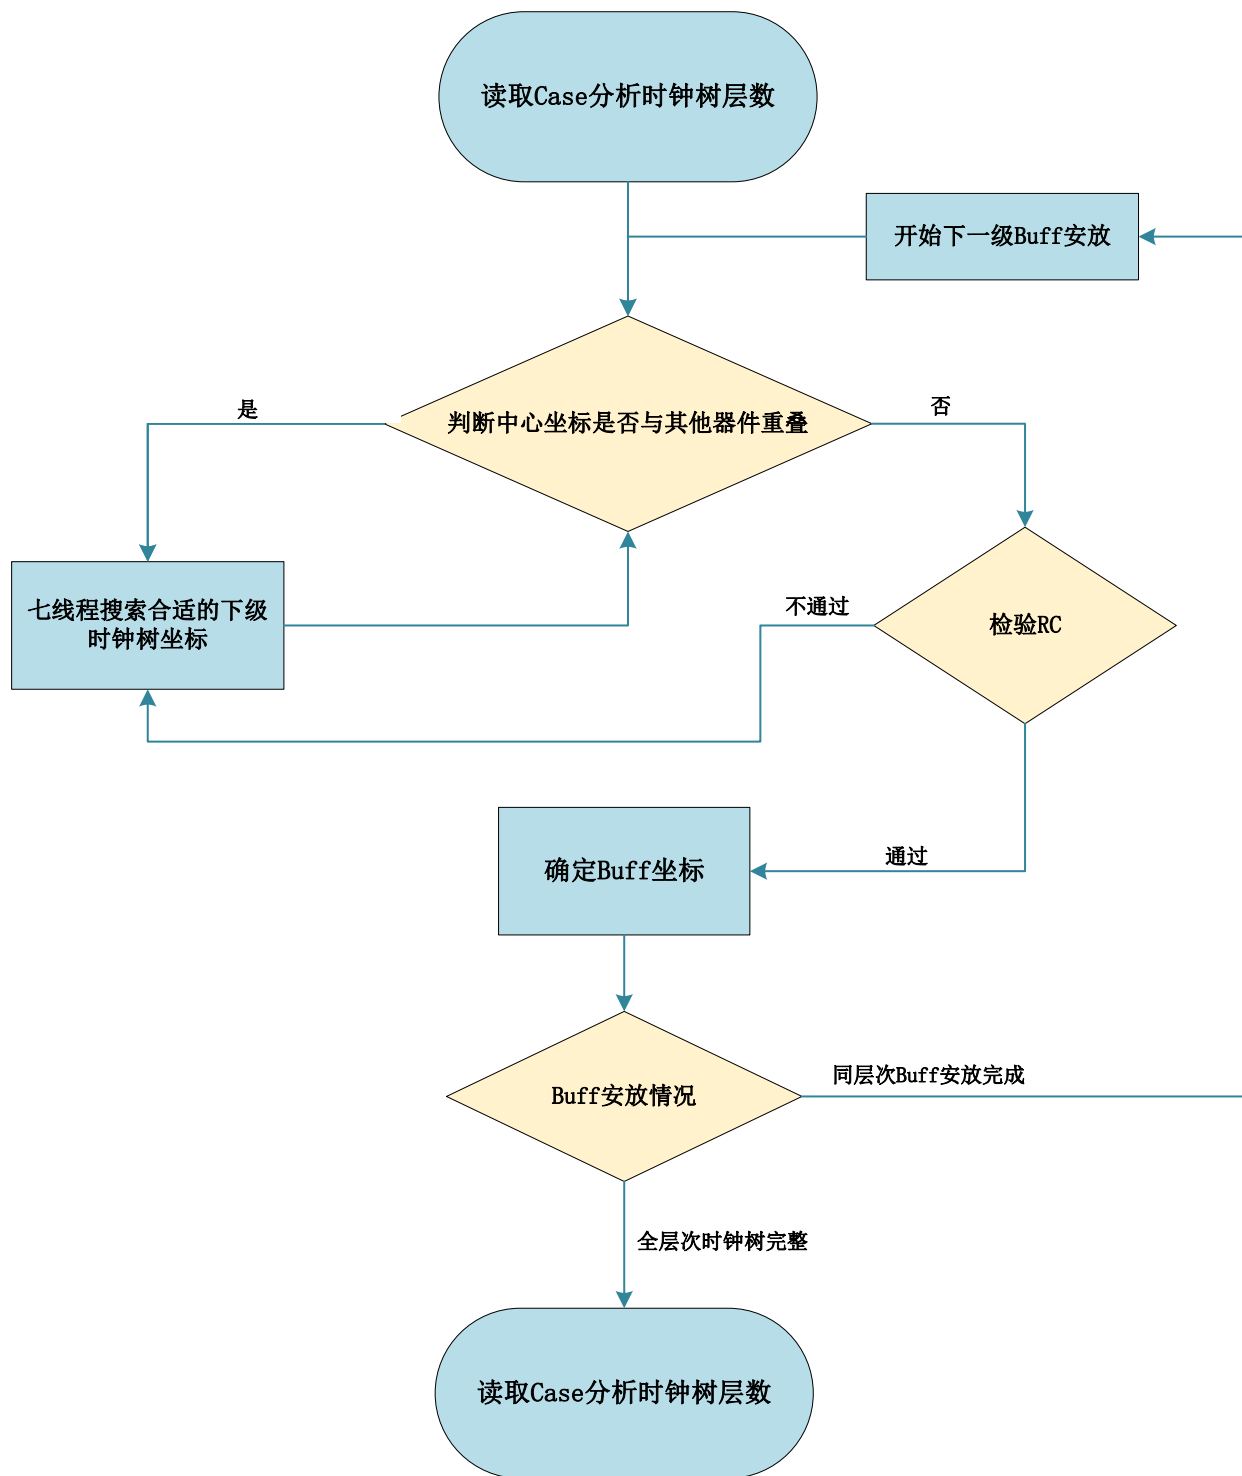 读取Case分析时钟树层数
开始下一级Buff安放
是
判断中心坐标是否与其他器件重叠
否
七线程搜索合适的下级
时钟树坐标
不通过
检验RC
确定Buff坐标
通过
Buff安放情况
同层次Buff安放完成
全层次时钟树完整
读取Case分析时钟树层数